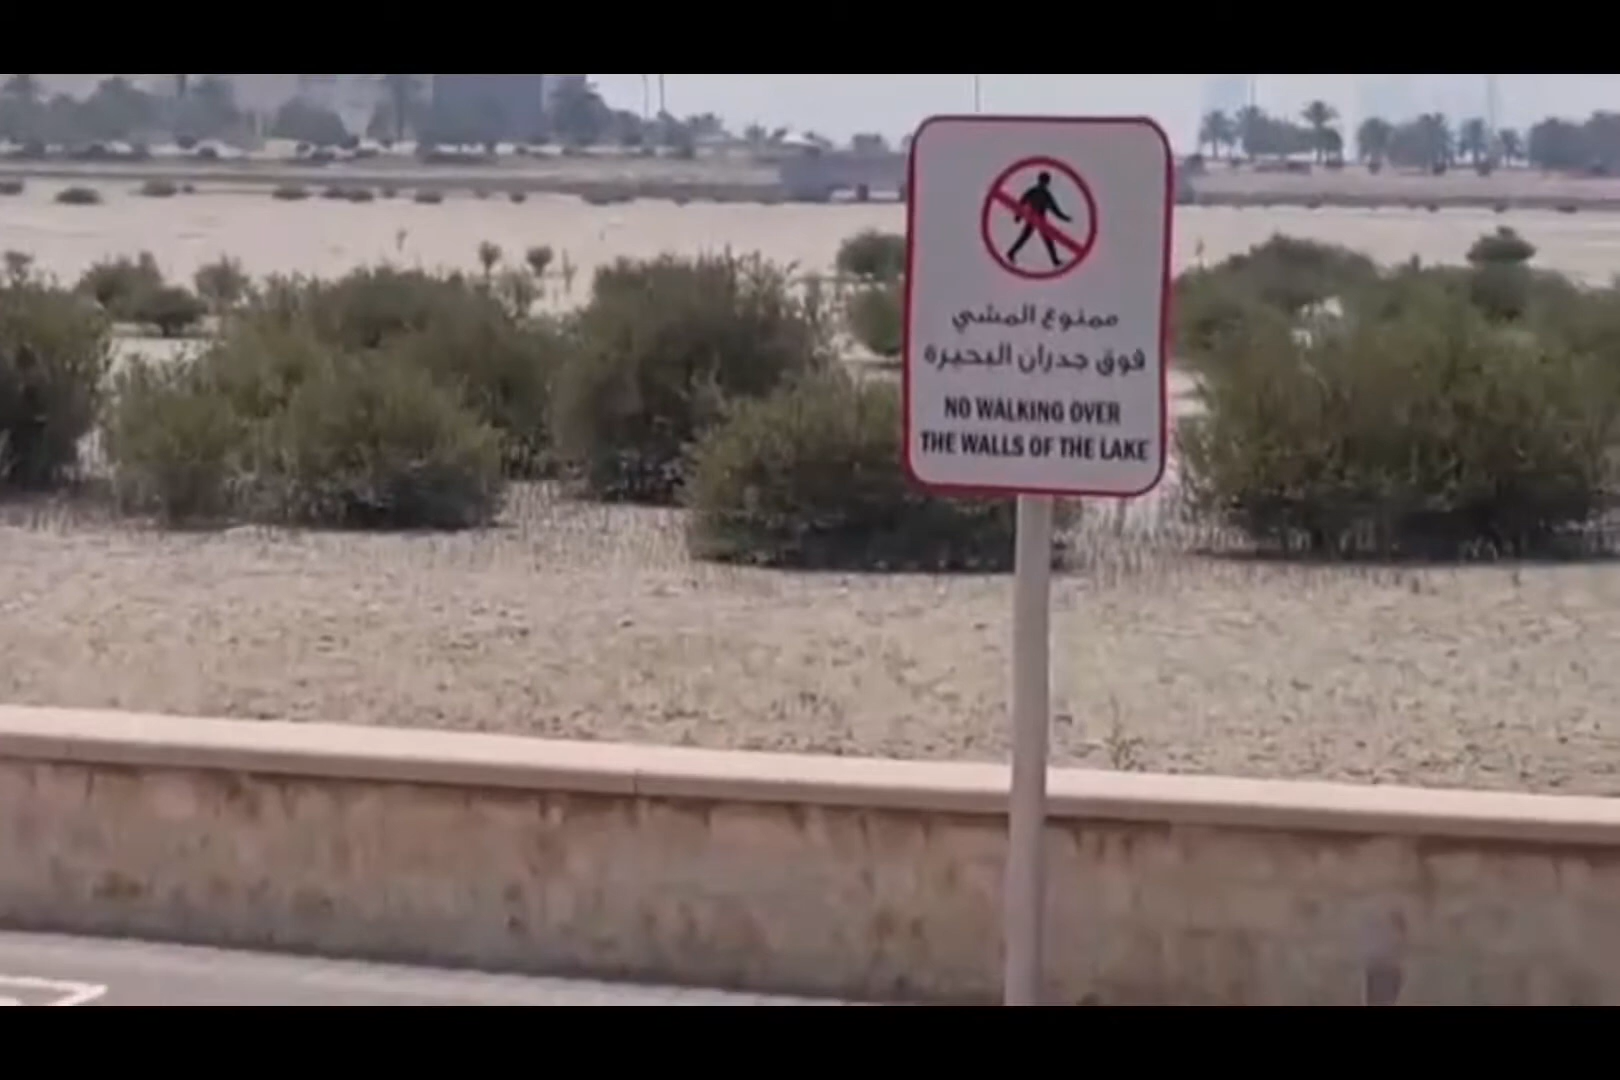 ممنوع المشي
فوق جدران البحيرة
NO WALKING OVER
THE WALLS OF THE LAKE